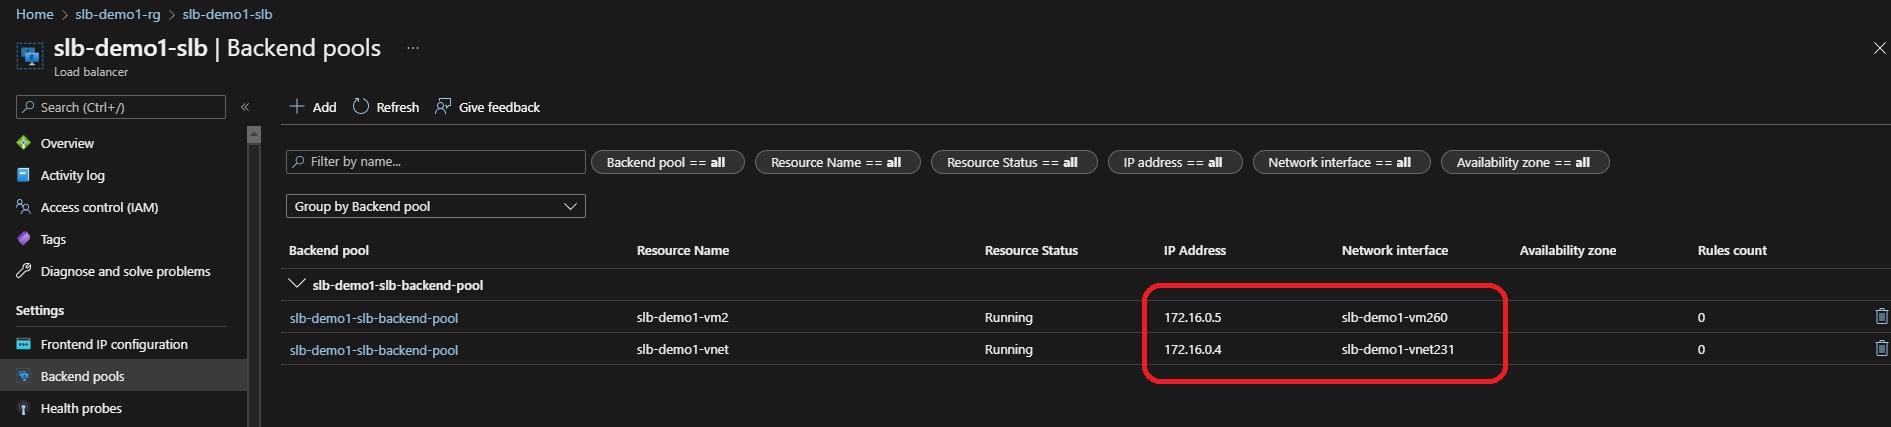 Home > slb-demo1-rg > slb-demo1-slb
slb-demo1-slb | Backend pools ...
Load balancer
Search (Ctrl+/) «
Overview
Activity log
Access control (IAM)
Tags
Diagnose and solve problems
Settings
Frontend IP configuration
Backend pools
Health probes
+ Add Refresh Give feedback
Filter by name... Backend pool == all Resource Name == all Resource Status == all IP address == all Network interface == all Availability zone == all
Group by Backend pool
Backend pool Resource Name Resource Status IP Address Network interface Availability zone Rules count
slb-demo1-slb-backend-pool
slb-demo1-slb-backend-pool slb-demo1-vm2 Running 172.16.0.5 slb-demo1-vm260 0
slb-demo1-slb-backend-pool slb-demo1-vnet Running 172.16.0.4 slb-demo1-vnet231 0